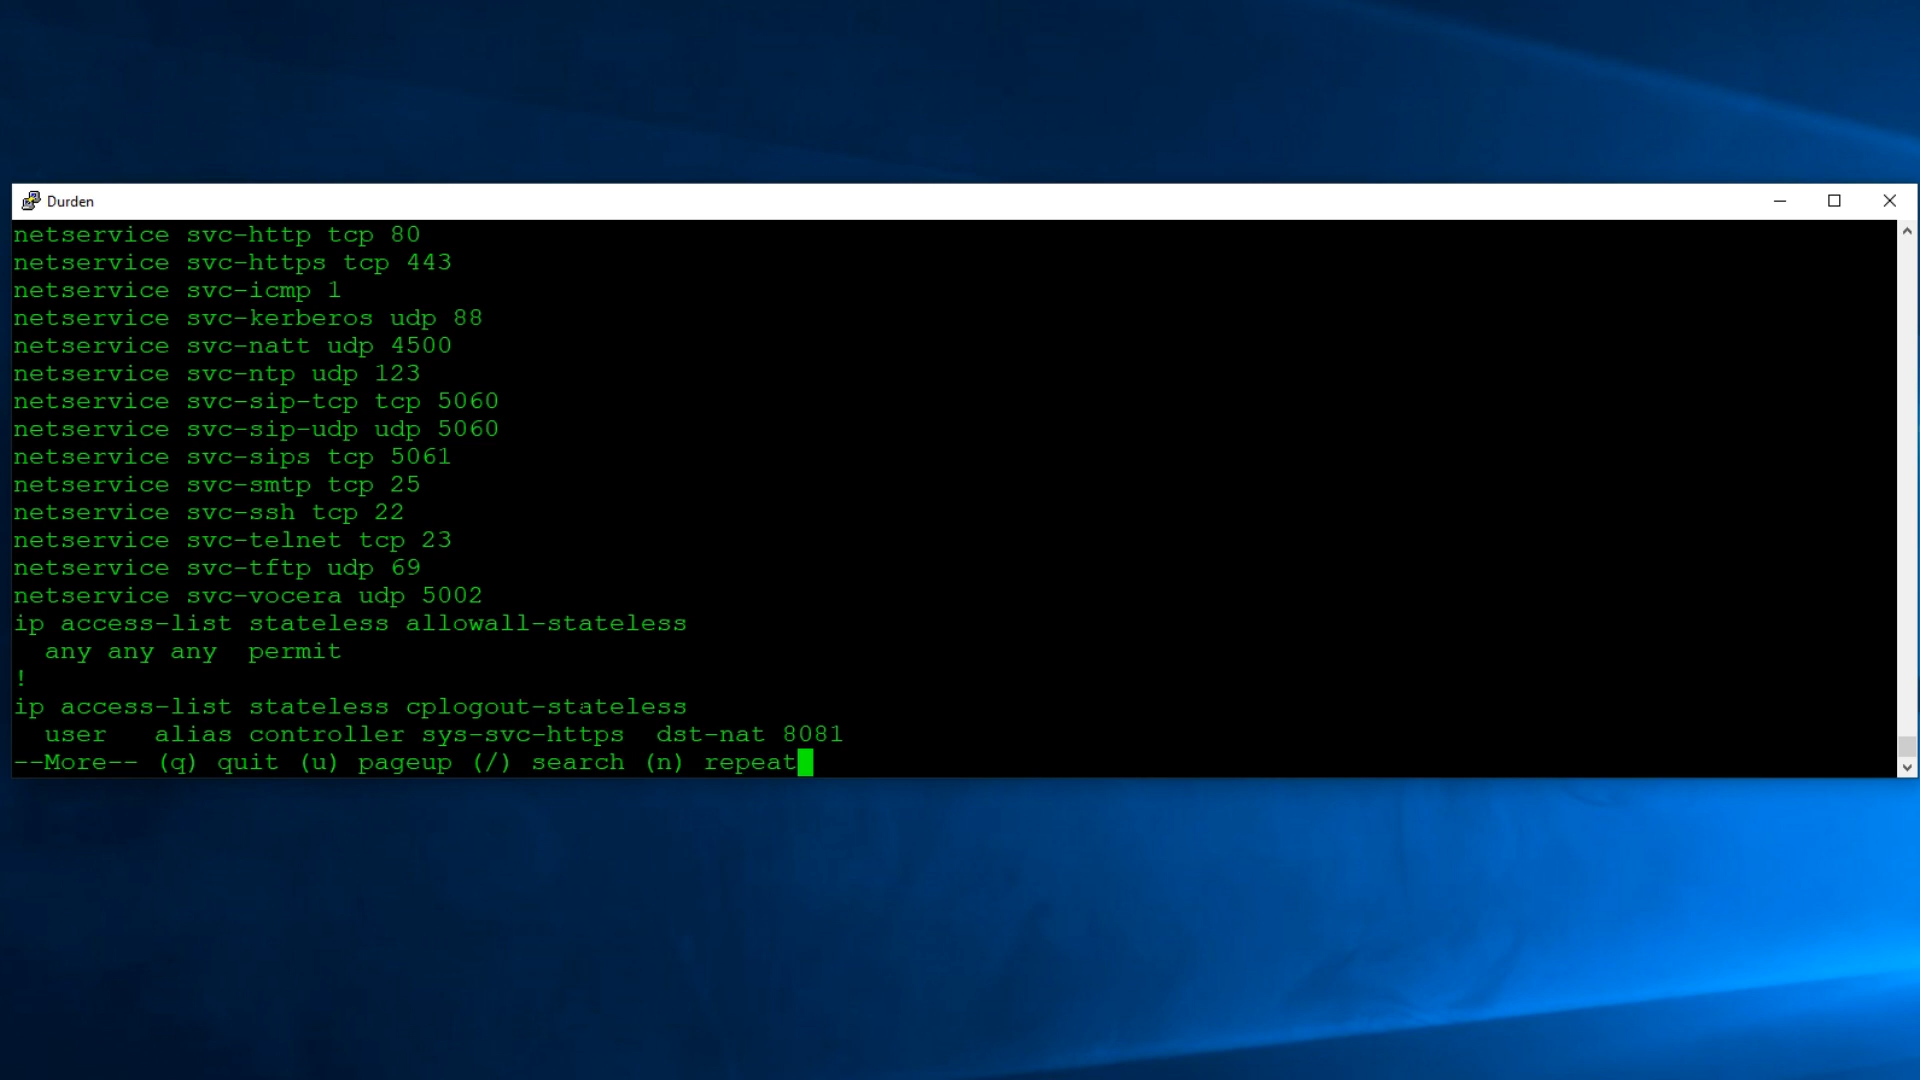 Durden
netservice svc-http tcp 80
netservice svc-https tcp 443
netservice svc-icmp 1
netservice svc-kerberos udp 88
netservice svc-natt udp 4500
netservice svc-ntp udp 123
netservice svc-sip-tcp tcp 5060
netservice svc-sip-udp udp 5060
netservice svc-sips tcp 5061
netservice svc-smtp tcp 25
netservice svc-ssh tcp 22
netservice svc-telnet tcp 23
netservice svc-tftp udp 69
netservice svc-vocera udp 5002
ip access-list stateless allowall-stateless
  any any any  permit
!
ip access-list stateless cplogout-stateless
  user   alias controller sys-svc-https  dst-nat 8081
--More-- (q) quit (u) pageup (/) search (n) repeat